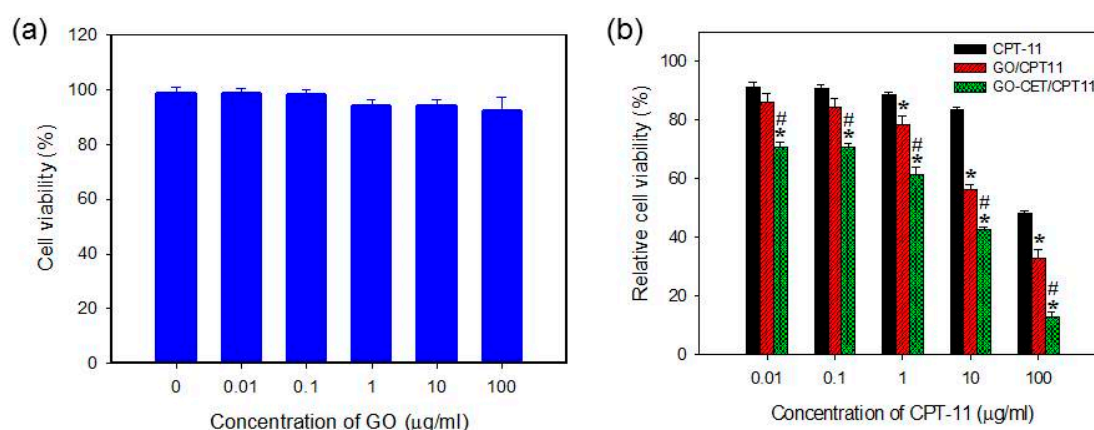 (a)
120
100
80
60
40
20
0
Cell viability (%)
0 0.01 0.1 1 10 100
Concentration of GO (μg/ml)
(b)
100
80
60
40
20
0
Relative cell viability (%)
CPT-11
GO/CPT11
GO-CET/CPT11
#
*
#
*
*
#
*
*
#
*
*
#
*
0.01 0.1 1 10 100
Concentration of CPT-11 (μg/ml)